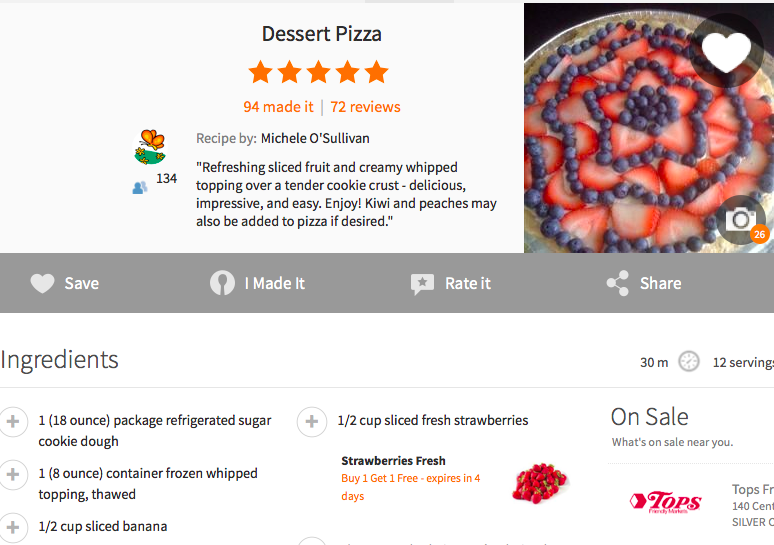 Dessert Pizza
94 made it | 72 reviews
Recipe by: Michele O'Sullivan
134
"Refreshing sliced fruit and creamy whipped
topping over a tender cookie crust - delicious,
impressive, and easy. Enjoy! Kiwi and peaches may
also be added to pizza if desired."
26
Save
I Made It
Rate it
Share
Ingredients
30 m
12 servings
1 (18 ounce) package refrigerated sugar
cookie dough
1 (8 ounce) container frozen whipped
topping, thawed
1/2 cup sliced banana
1/2 cup sliced fresh strawberries
Strawberries Fresh
Buy 1 Get 1 Free - expires in 4
days
On Sale
What's on sale near you.
Tops
Friendly Markets
Tops Fr
140 Cent
SILVER C